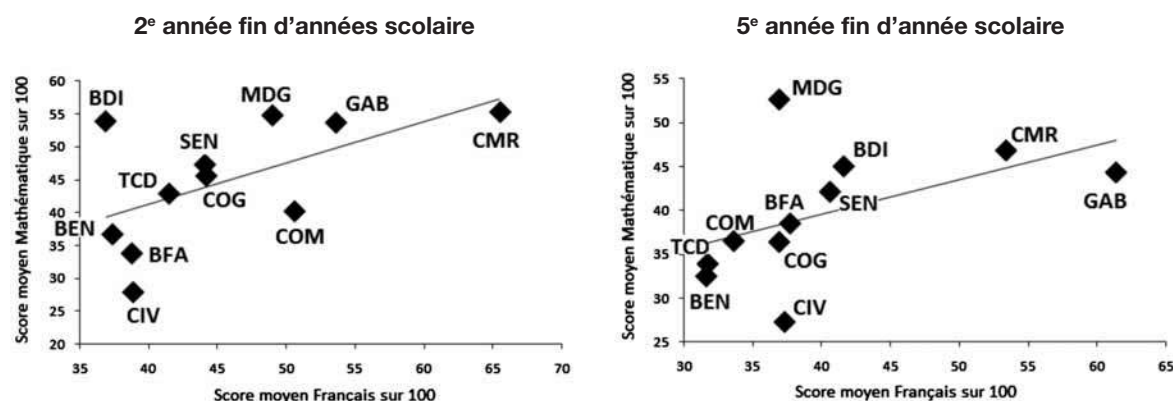 2e année fin d’années scolaire
Score moyen Mathématique sur 100
60
55
50
45
40
35
30
25
20
BDI
MDG
GAB
CMR
SEN
TCD
COG
COM
BEN
BFA
CIV
35
40
45
50
55
60
65
70
Score moyen Français sur 100
5e année fin d’année scolaire
Score moyen Mathématique sur 100
55
50
45
40
35
30
25
MDG
CMR
BDI
GAB
BFA
SEN
COM
TCD
COG
BEN
CIV
30
35
40
45
50
55
60
65
Score moyen Français sur 100